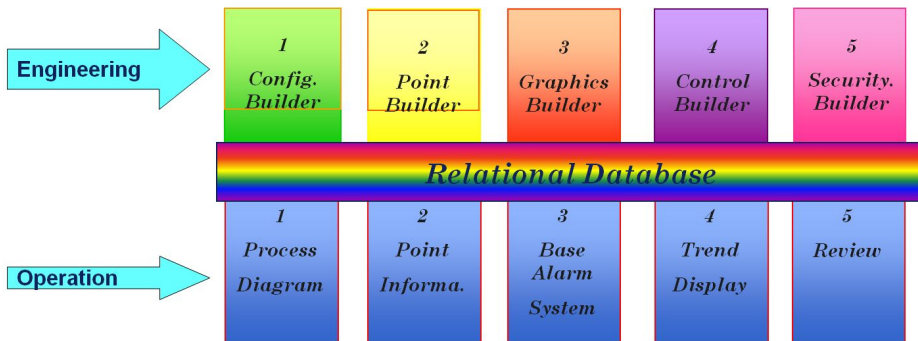 Engineering
1
Config.
Builder
2
Point
Builder
3
Graphics
Builder
4
Control
Builder
5
Security.
Builder
Relational Database
Operation
1
Process
Diagram
2
Point
Informa.
3
Base
Alarm
System
4
Trend
Display
5
Review